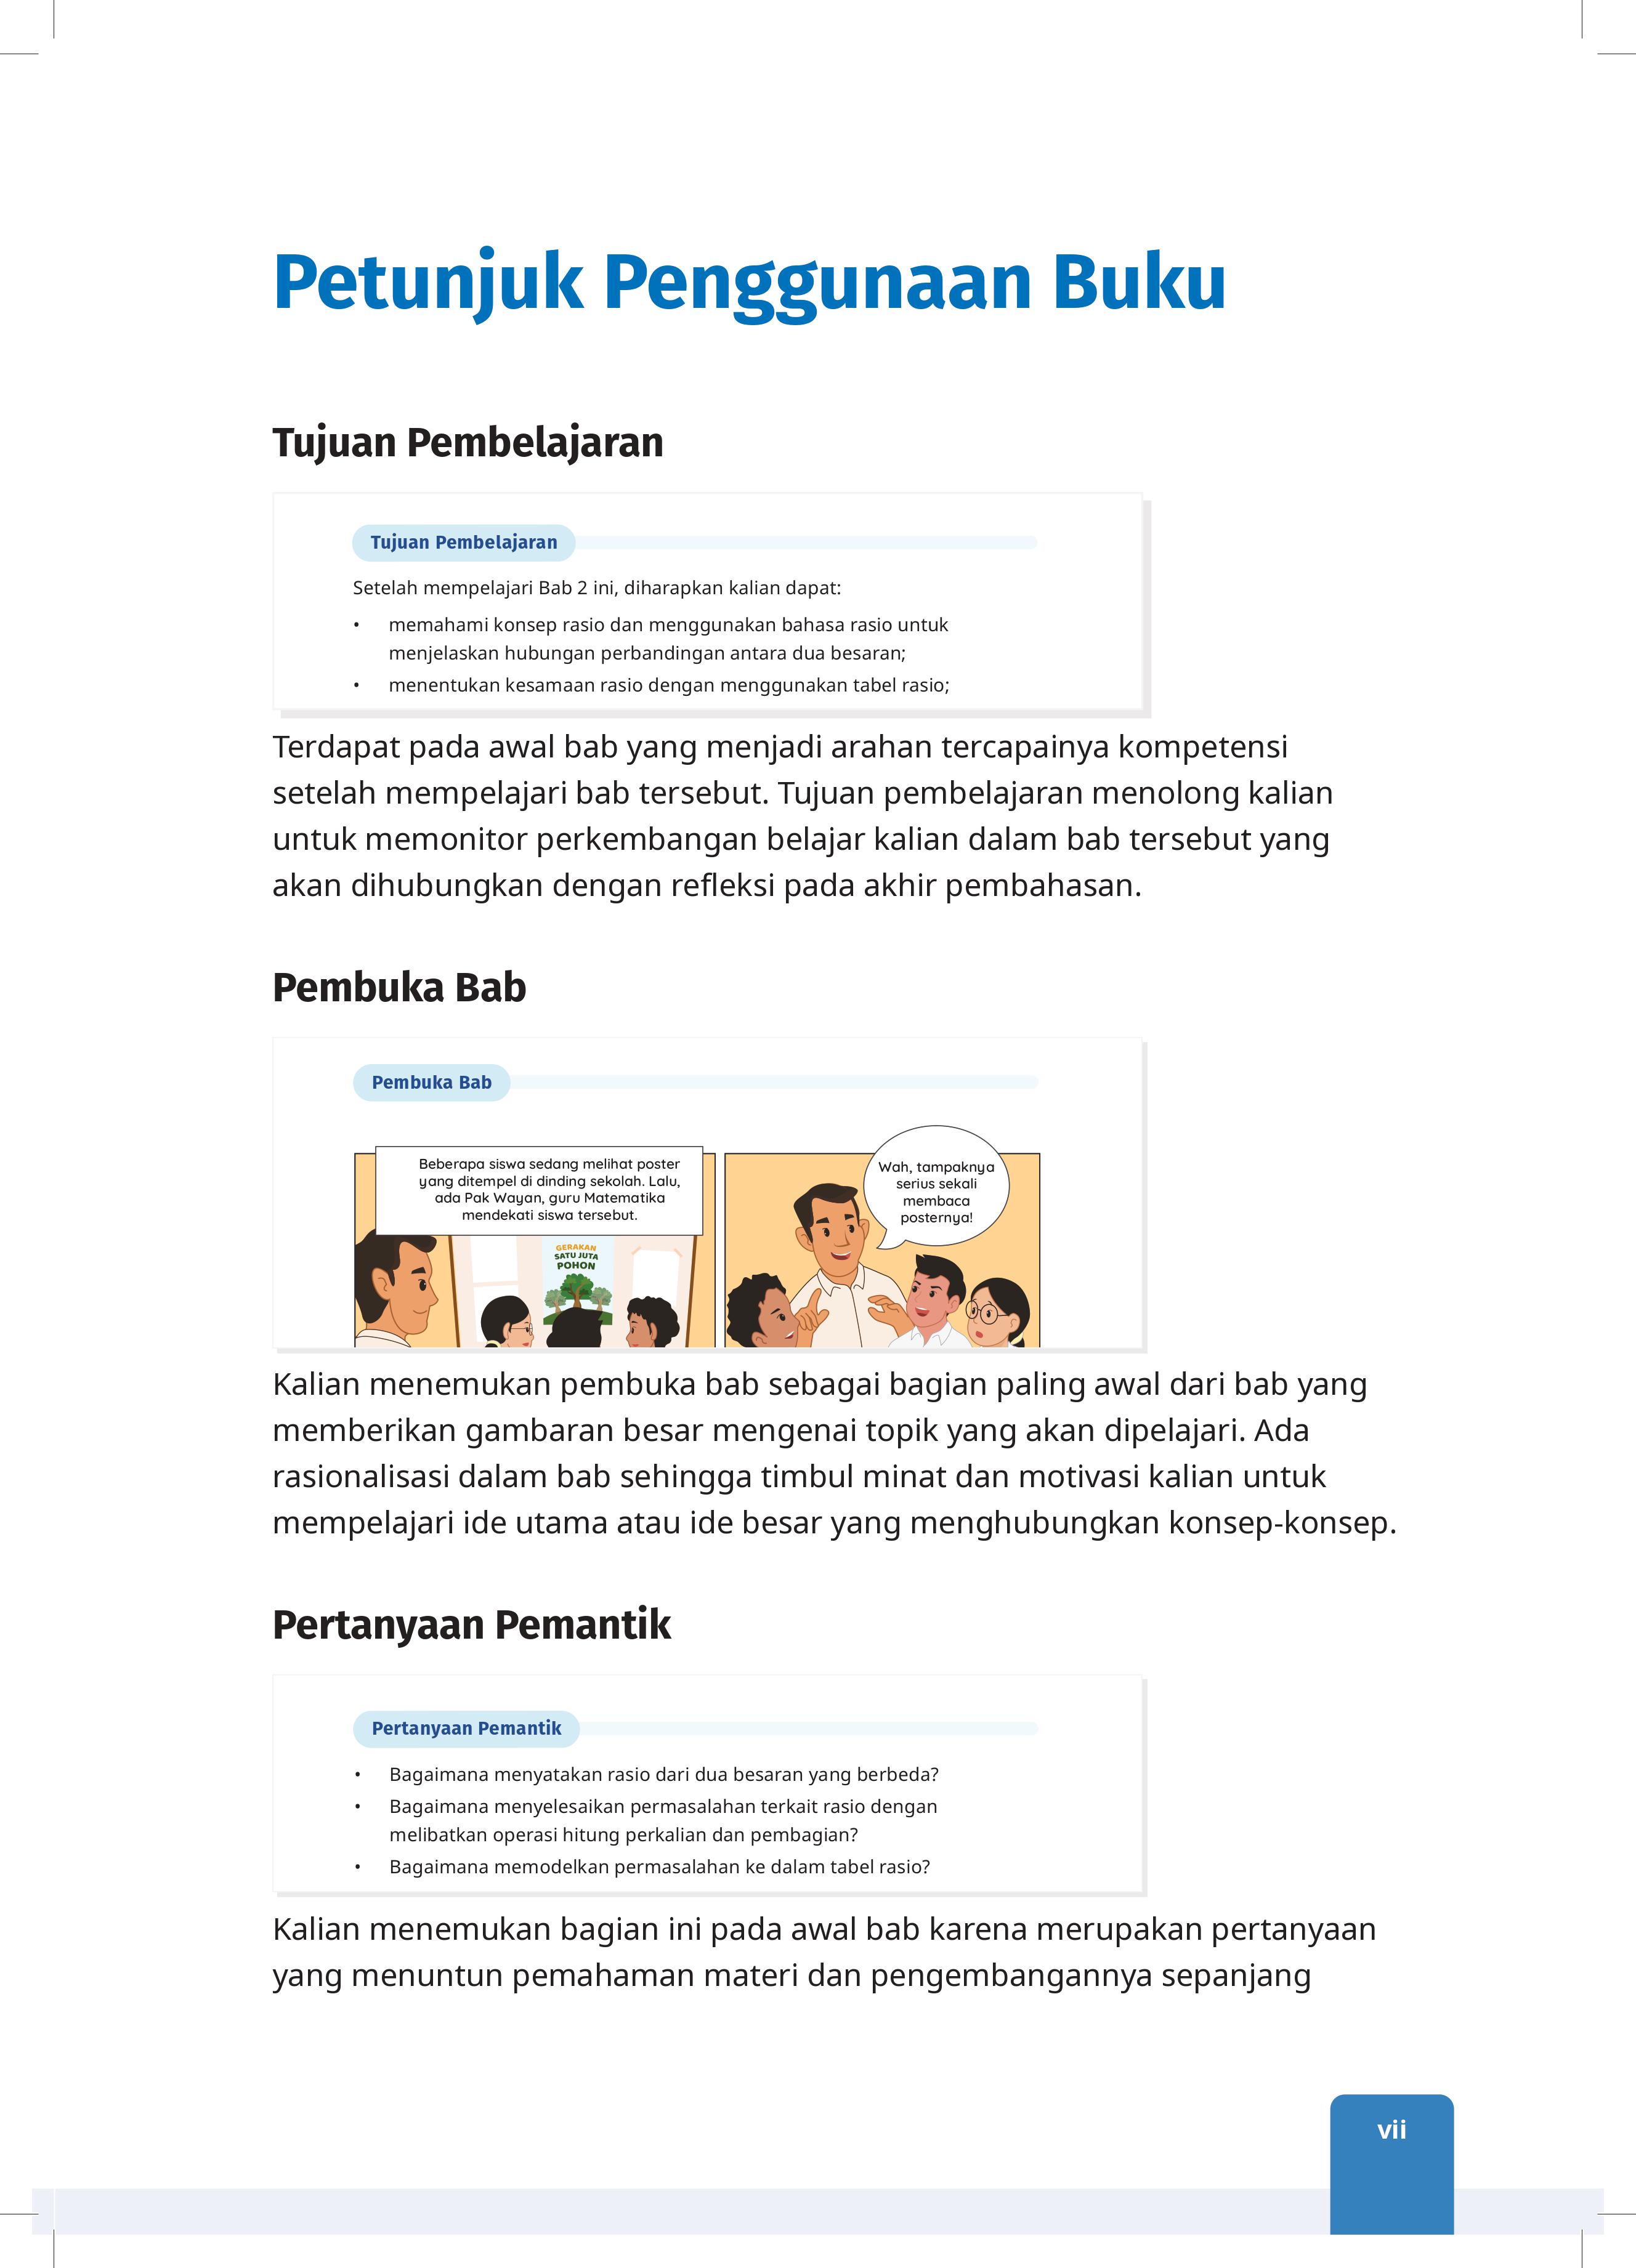 Petunjuk Penggunaan Buku
Tujuan Pembelajaran
Tujuan Pembelajaran
Setelah mempelajari Bab 2 ini, diharapkan kalian dapat:
• memahami konsep rasio dan menggunakan bahasa rasio untuk
menjelaskan hubungan perbandingan antara dua besaran;
• menentukan kesamaan rasio dengan menggunakan tabel rasio;
Terdapat pada awal bab yang menjadi arahan tercapainya kompetensi
setelah mempelajari bab tersebut. Tujuan pembelajaran menolong kalian
untuk memonitor perkembangan belajar kalian dalam bab tersebut yang
akan dihubungkan dengan refleksi pada akhir pembahasan.
Pembuka Bab
Pembuka Bab
Beberapa siswa sedang melihat poster
yang ditempel di dinding sekolah. Lalu,
ada Pak Wayan, guru Matematika
mendekati siswa tersebut.
GERAKAN
SATU JUTA
POHON
Wah, tampaknya
serius sekali
membaca
posternya!
Kalian menemukan pembuka bab sebagai bagian paling awal dari bab yang
memberikan gambaran besar mengenai topik yang akan dipelajari. Ada
rasionalisasi dalam bab sehingga timbul minat dan motivasi kalian untuk
mempelajari ide utama atau ide besar yang menghubungkan konsep-konsep.
Pertanyaan Pemantik
Pertanyaan Pemantik
• Bagaimana menyatakan rasio dari dua besaran yang berbeda?
• Bagaimana menyelesaikan permasalahan terkait rasio dengan
melibatkan operasi hitung perkalian dan pembagian?
• Bagaimana memodelkan permasalahan ke dalam tabel rasio?
Kalian menemukan bagian ini pada awal bab karena merupakan pertanyaan
yang menuntun pemahaman materi dan pengembangannya sepanjang
vii